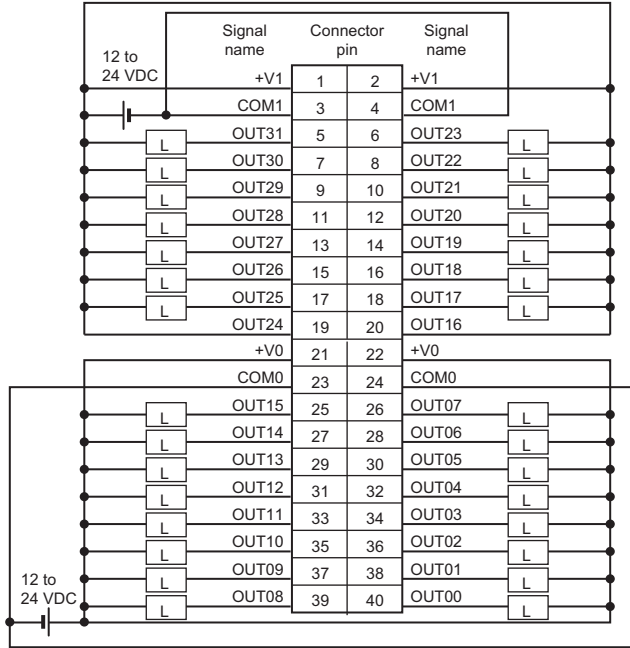 Signal name Connector pin Signal name
12 to
24 VDC
+V1 1 2 +V1
COM1 3 4 COM1
L OUT31 5 6 OUT23 L
L OUT30 7 8 OUT22 L
L OUT29 9 10 OUT21 L
L OUT28 11 12 OUT20 L
L OUT27 13 14 OUT19 L
L OUT26 15 16 OUT18 L
L OUT25 17 18 OUT17 L
OUT24 19 20 OUT16
+V0 21 22 +V0
COM0 23 24 COM0
L OUT15 25 26 OUT07 L
L OUT14 27 28 OUT06 L
L OUT13 29 30 OUT05 L
L OUT12 31 32 OUT04 L
L OUT11 33 34 OUT03 L
L OUT10 35 36 OUT02 L
L OUT09 37 38 OUT01 L
L OUT08 39 40 OUT00 L
12 to
24 VDC